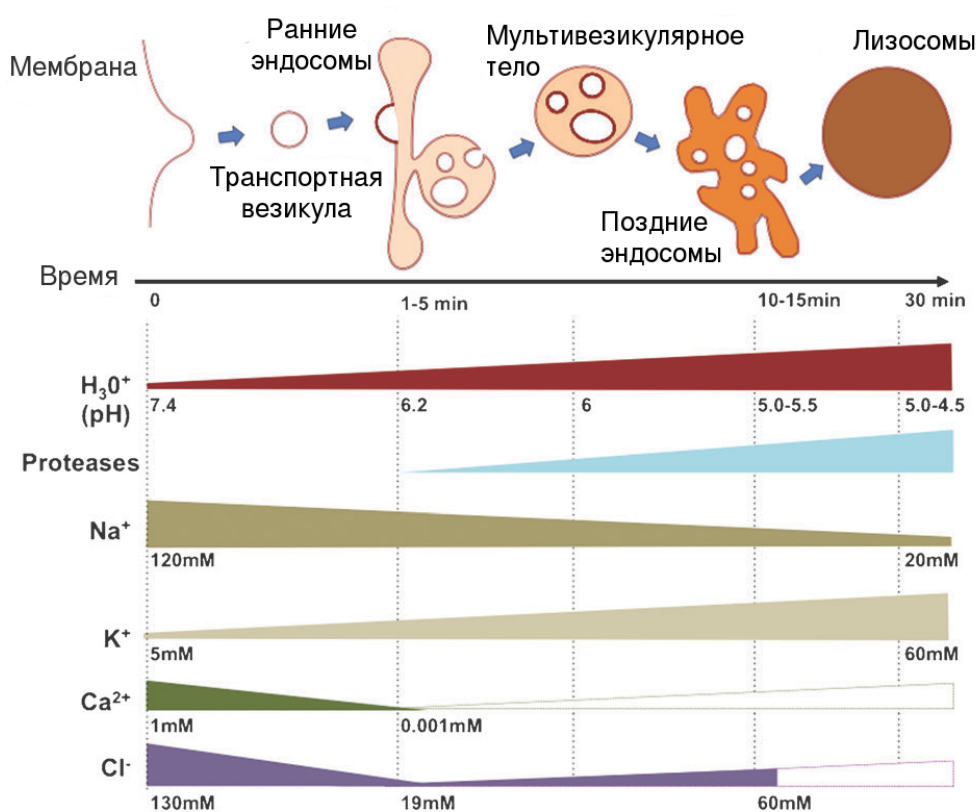 Мембрана
Ранние
эндосомы
Мультивезикулярное
тело
Лизосомы
Транспортная
везикула
Поздние
эндосомы
Время
0
1-5 min
10-15min
30 min
H₃0⁺
(pH)
7.4
6.2
6
5.0-5.5
5.0-4.5
Proteases
Na⁺
120mM
20mM
K⁺
5mM
60mM
Ca²⁺
1mM
0.001mM
Cl⁻
130mM
19mM
60mM